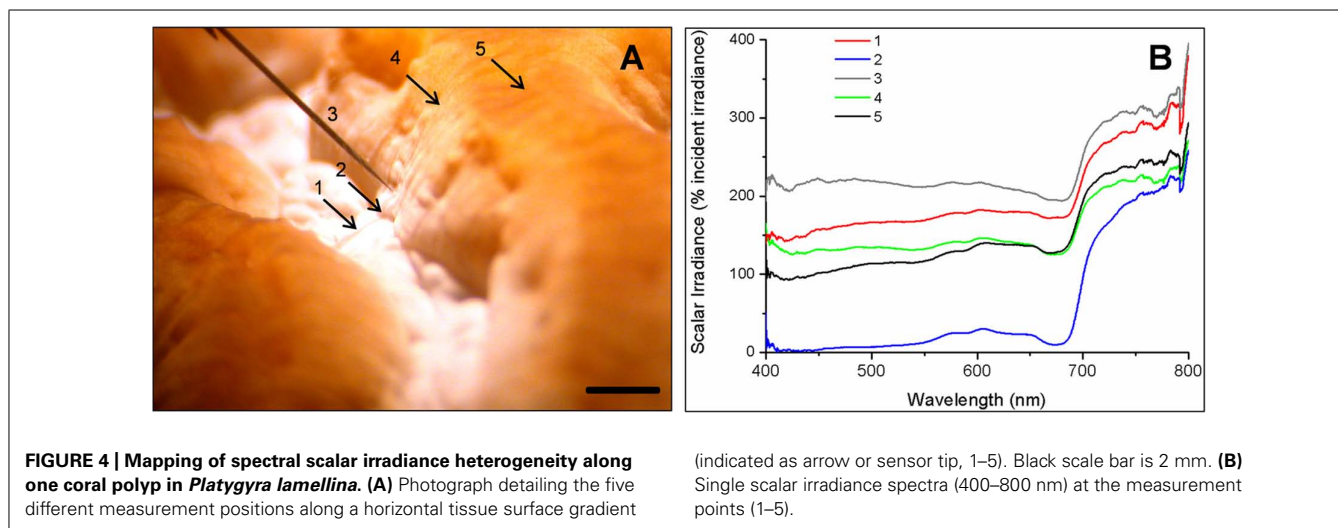 A
1
2
3
4
5
B
1
2
3
4
5
400
300
200
100
0
Scalar Irradiance (% incident irradiance)
400 500 600 700 800
Wavelength (nm)
FIGURE 4 | Mapping of spectral scalar irradiance heterogeneity along
one coral polyp in Platygyra lamellina. (A) Photograph detailing the five
different measurement positions along a horizontal tissue surface gradient
(indicated as arrow or sensor tip, 1–5). Black scale bar is 2 mm. (B)
Single scalar irradiance spectra (400–800 nm) at the measurement
points (1–5).